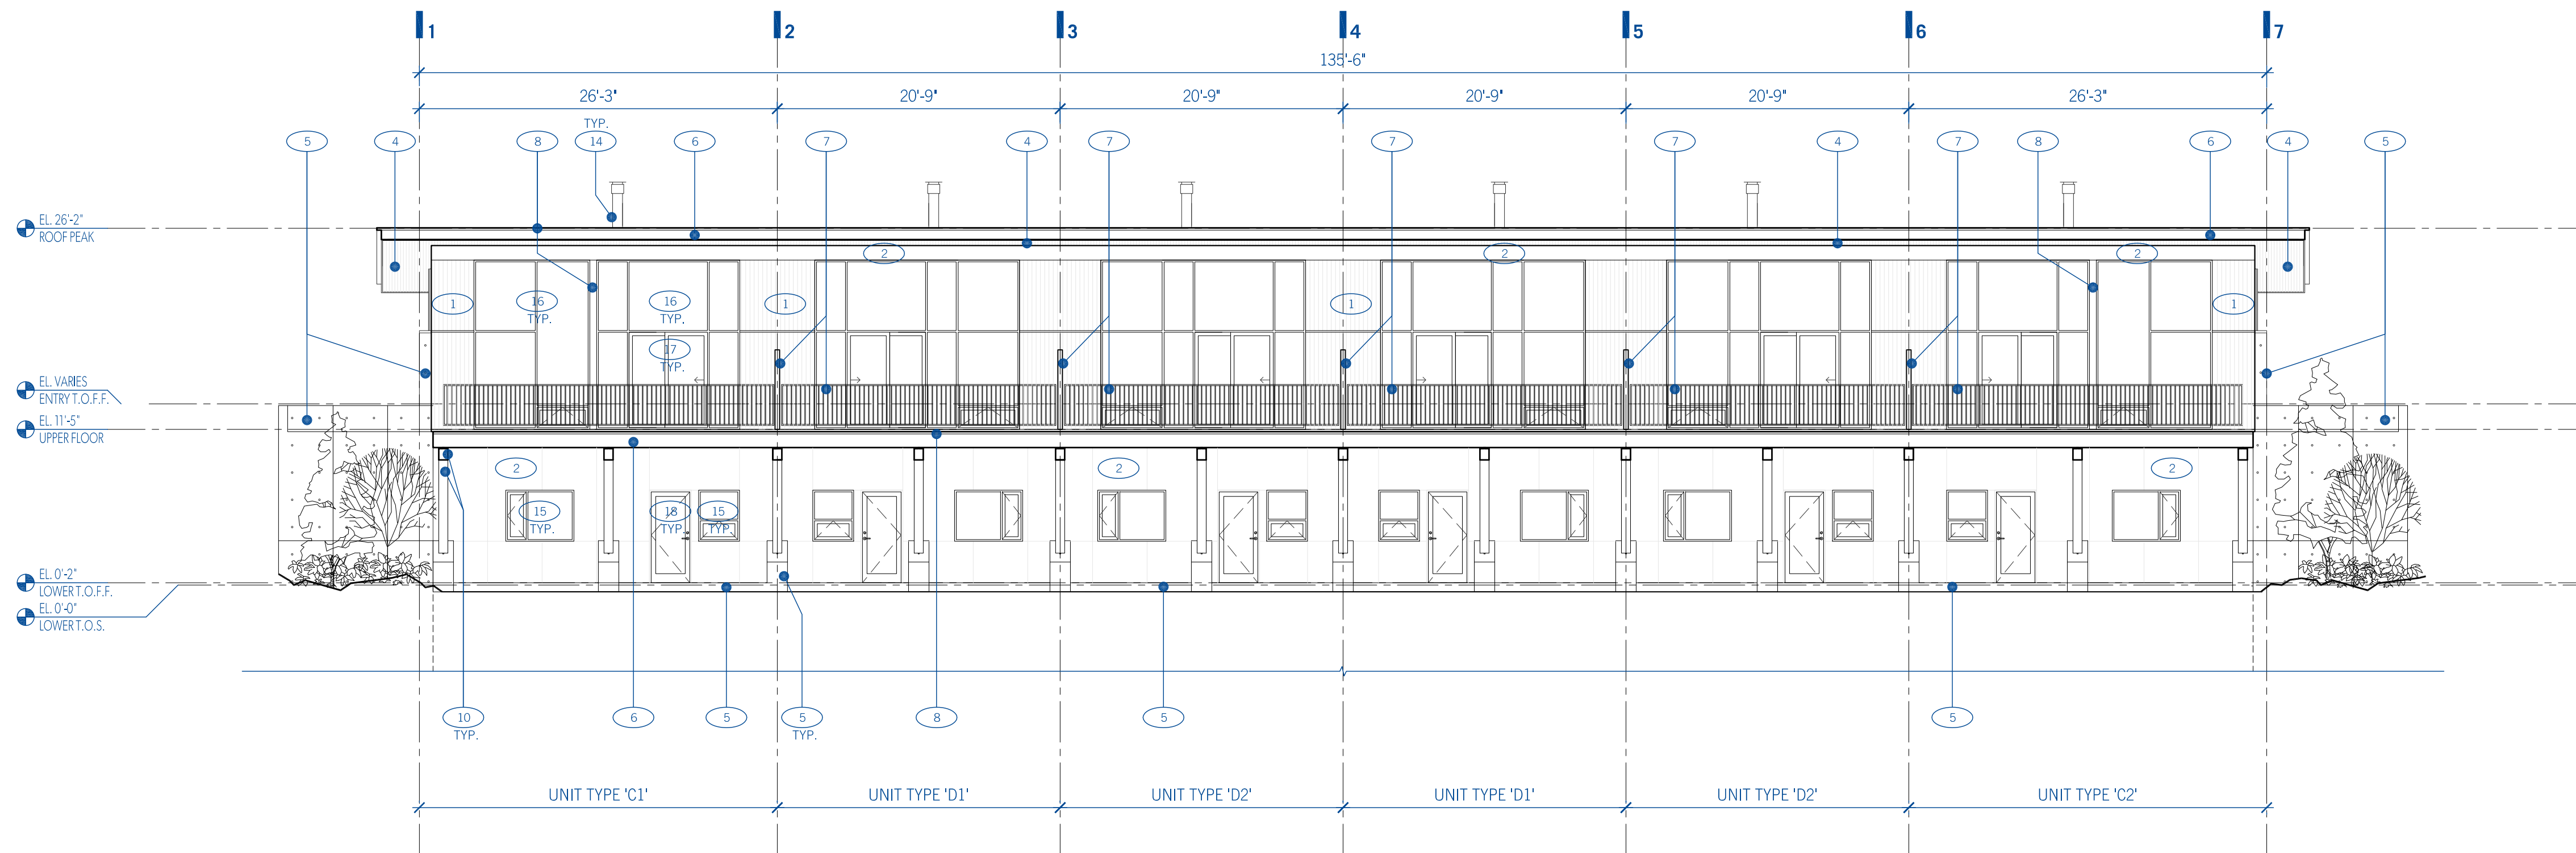 1 2 3 4 5 6 7
135'-6"
26'-3" 20'-9" 20'-9" 20'-9" 20'-9" 26'-3"
TYP.
5 4 8 14 6 7 4 7 7 7 4 7 8 6 4 5
EL. 26'-2"
ROOF PEAK
2 2 2
1 16 16 1 1 1
TYP. TYP.
17
TYP.
EL. VARIES
ENTRY T.O.F.F.
EL. 11'-5"
UPPER FLOOR
2 2 2
15 18 15
TYP. TYP. TYP.
EL. 0'-2"
LOWER T.O.F.F.
EL. 0'-0"
LOWER T.O.S.
10 6 5 5 8 5 5
TYP. TYP.
UNIT TYPE 'C1' UNIT TYPE 'D1' UNIT TYPE 'D2' UNIT TYPE 'D1' UNIT TYPE 'D2' UNIT TYPE 'C2'